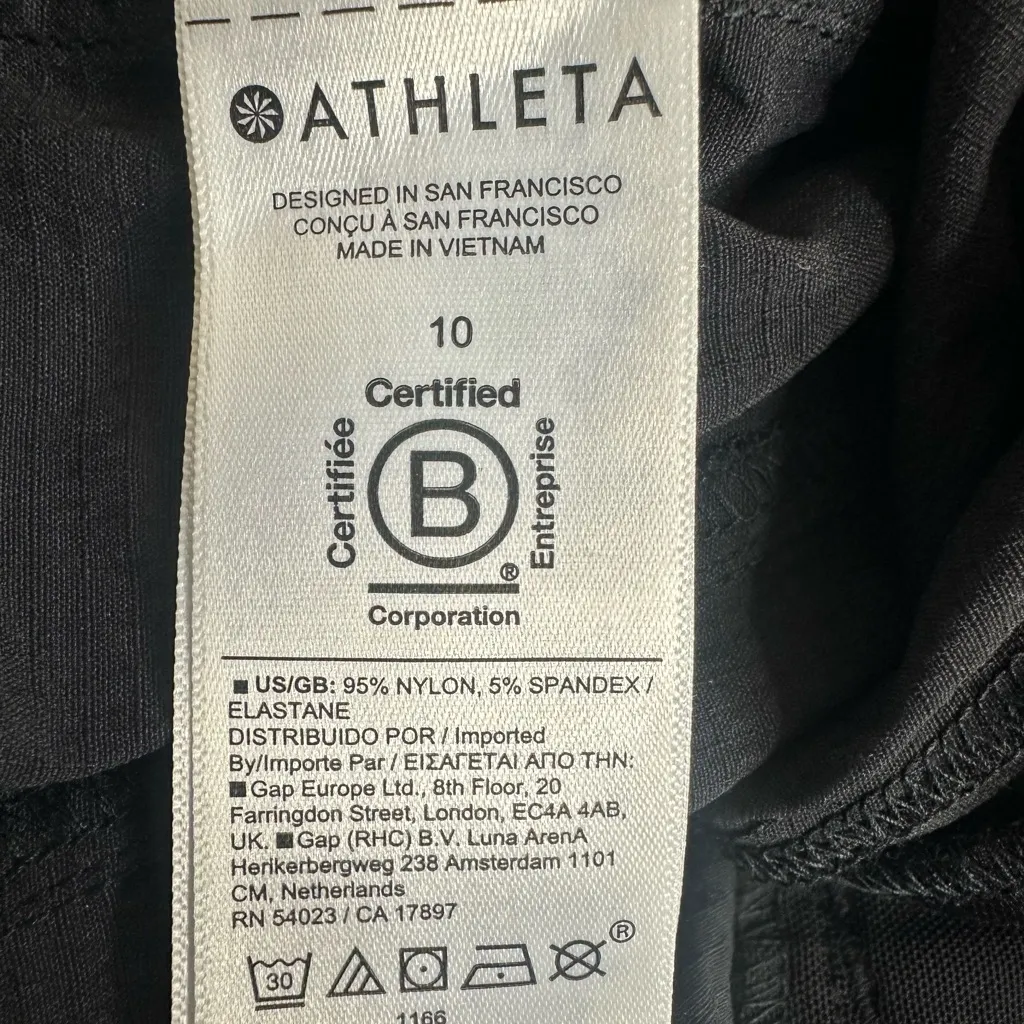 ATHLETA
DESIGNED IN SAN FRANCISCO
CONÇU À SAN FRANCISCO
MADE IN VIETNAM
10
Certified
Certifiée
B
Entreprise
®
Corporation
■ US/GB: 95% NYLON, 5% SPANDEX /
ELASTANE
DISTRIBUIDO POR / Imported
By/Importe Par / ΕΙΣΑΓΕΤΑΙ ΑΠΟ ΤΗΝ:
■ Gap Europe Ltd., 8th Floor, 20
Farringdon Street, London, EC4A 4AB,
UK. ■ Gap (RHC) B.V. Luna ArenA
Herikerbergweg 238 Amsterdam 1101
CM, Netherlands
RN 54023 / CA 17897
30
®
1166